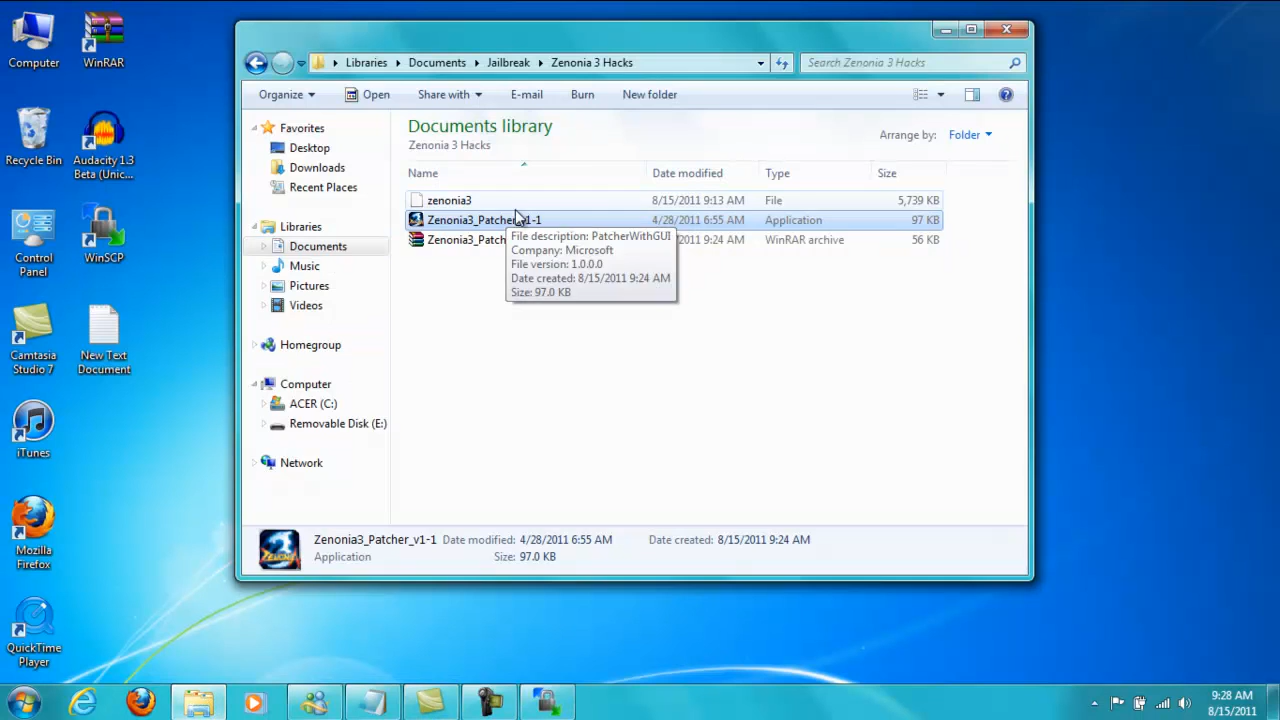 Computer
WinRAR
Recycle Bin
Audacity 1.3
Beta (Unic...
Control
Panel
WinSCP
Camtasia
Studio 7
New Text
Document
iTunes
Mozilla
Firefox
QuickTime
Player
Libraries Documents Jailbreak Zenonia 3 Hacks
Search Zenonia 3 Hacks
Organize Open Share with E-mail Burn New folder
Favorites
Desktop
Downloads
Recent Places
Libraries
Documents
Music
Pictures
Videos
Homegroup
Computer
ACER (C:)
Removable Disk (E:)
Network
Documents library
Zenonia 3 Hacks
Arrange by: Folder
Name Date modified Type Size
zenonia3 8/15/2011 9:13 AM File 5,739 KB
Zenonia3_Patcher_v1-1 4/28/2011 6:55 AM Application 97 KB
Zenonia3_Patch 9:24 AM WinRAR archive 56 KB
File description: PatcherWithGUI
Company: Microsoft
File version: 1.0.0.0
Date created: 8/15/2011 9:24 AM
Size: 97.0 KB
Zenonia3_Patcher_v1-1 Date modified: 4/28/2011 6:55 AM Date created: 8/15/2011 9:24 AM
Application Size: 97.0 KB
9:28 AM
8/15/2011